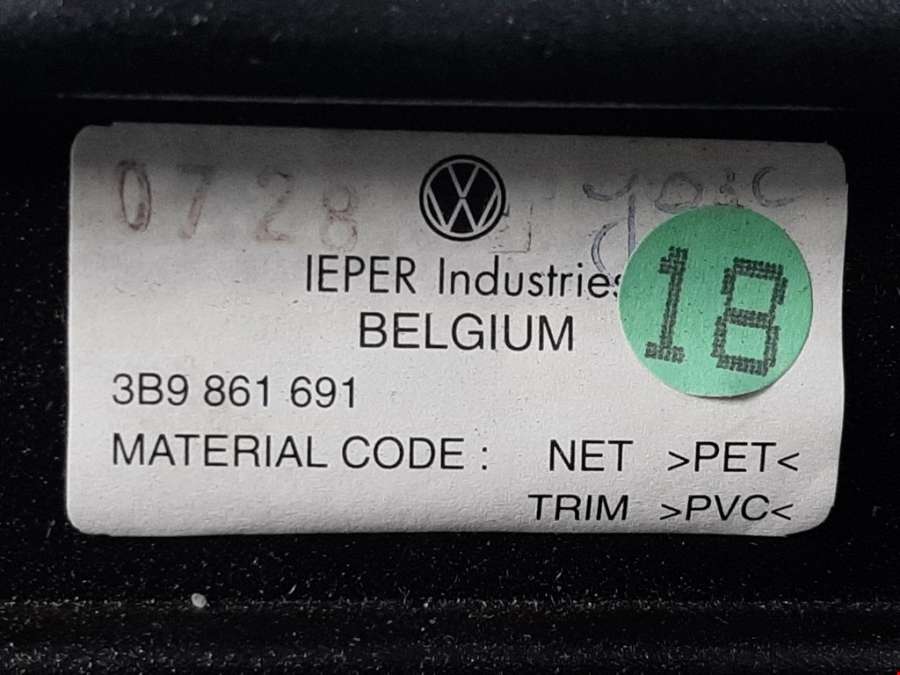 0728
IEPER Industries
BELGIUM
18
3B9 861 691
MATERIAL CODE : NET >PET<
TRIM >PVC<